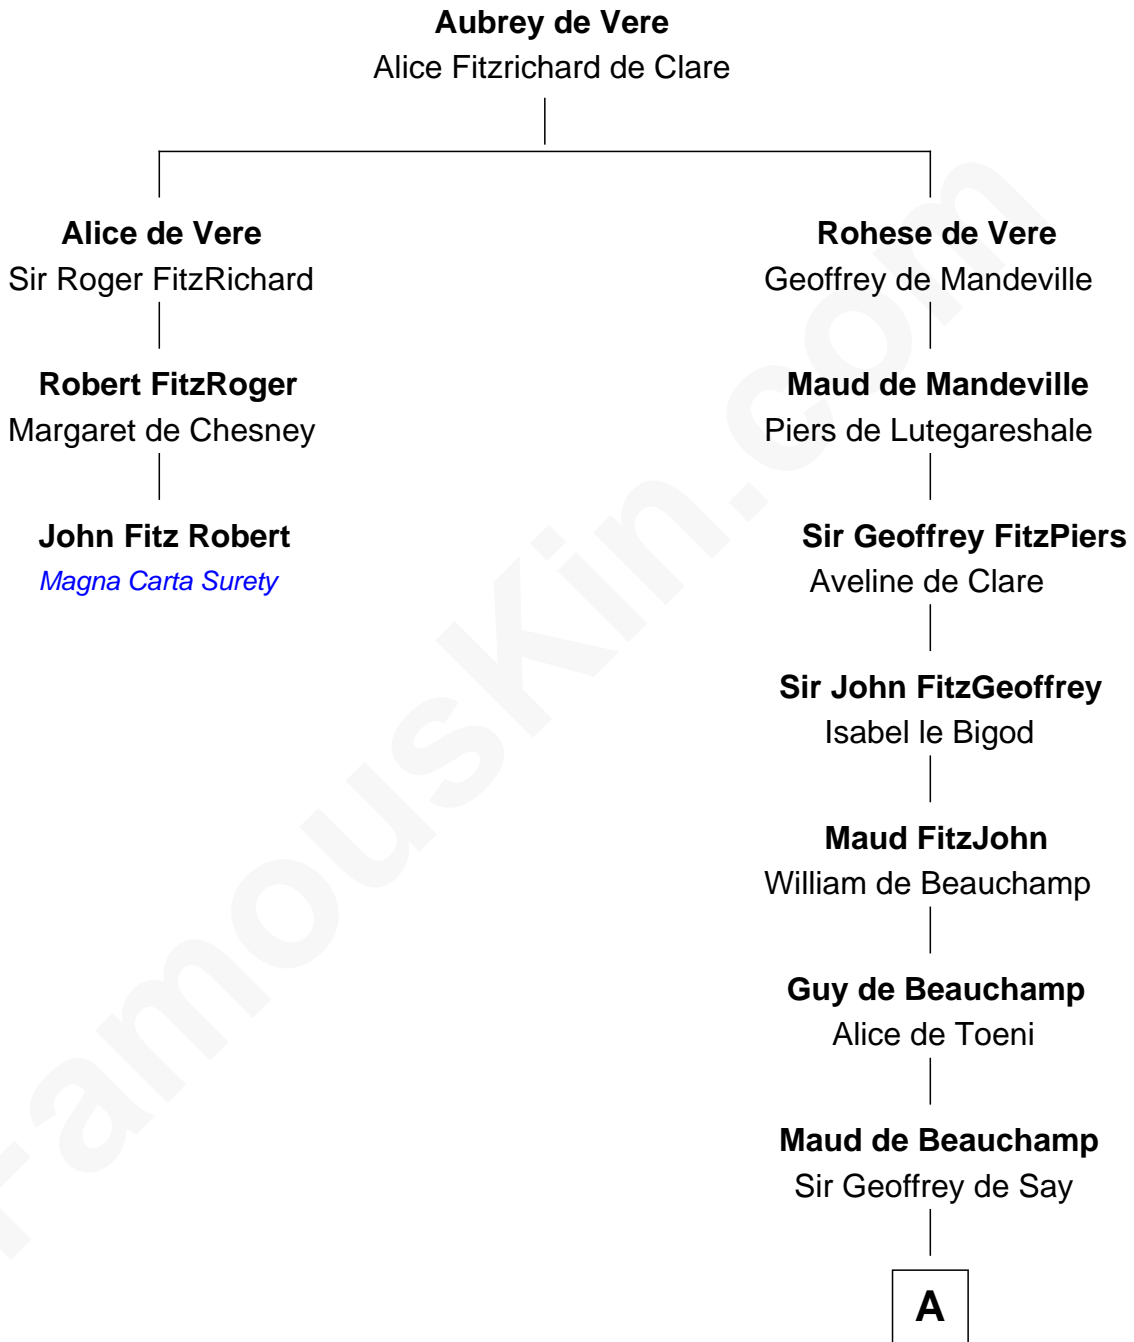 Aubrey de Vere
Alice Fitzrichard de Clare
Alice de Vere
Sir Roger FitzRichard
Robert FitzRoger
Margaret de Chesney
John Fitz Robert
Magna Carta Surety
Rohese de Vere
Geoffrey de Mandeville
Maud de Mandeville
Piers de Lutegareshale
Sir Geoffrey FitzPiers
Aveline de Clare
Sir John FitzGeoffrey
Isabel le Bigod
Maud FitzJohn
William de Beauchamp
Guy de Beauchamp
Alice de Toeni
Maud de Beauchamp
Sir Geoffrey de Say
A
FamousKin.com